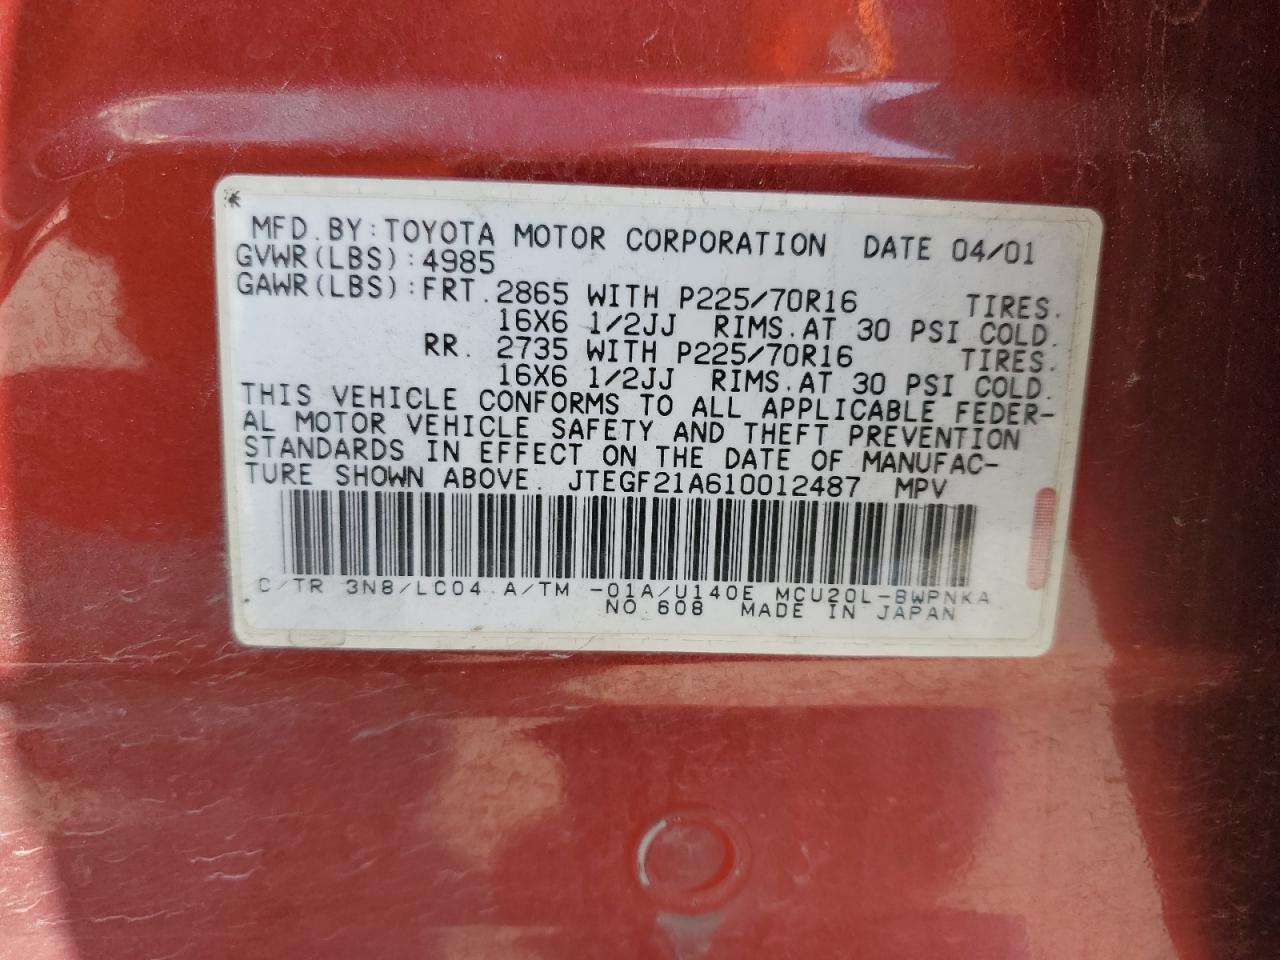 MFD. BY: TOYOTA MOTOR CORPORATION DATE 04/01
GVWR (LBS): 4985
GAWR (LBS): FRT. 2865 WITH P225/70R16 TIRES.
16X6 1/2JJ RIMS. AT 30 PSI COLD.
RR. 2735 WITH P225/70R16 TIRES.
16X6 1/2JJ RIMS. AT 30 PSI COLD.
THIS VEHICLE CONFORMS TO ALL APPLICABLE FEDER-
AL MOTOR VEHICLE SAFETY AND THEFT PREVENTION
STANDARDS IN EFFECT ON THE DATE OF MANUFAC-
TURE SHOWN ABOVE. JTEGF21A610012487 MPV
C/TR 3N8/LC04 A/TM -01A/U140E MCU20L-BWPNKA
NO. 608 MADE IN JAPAN